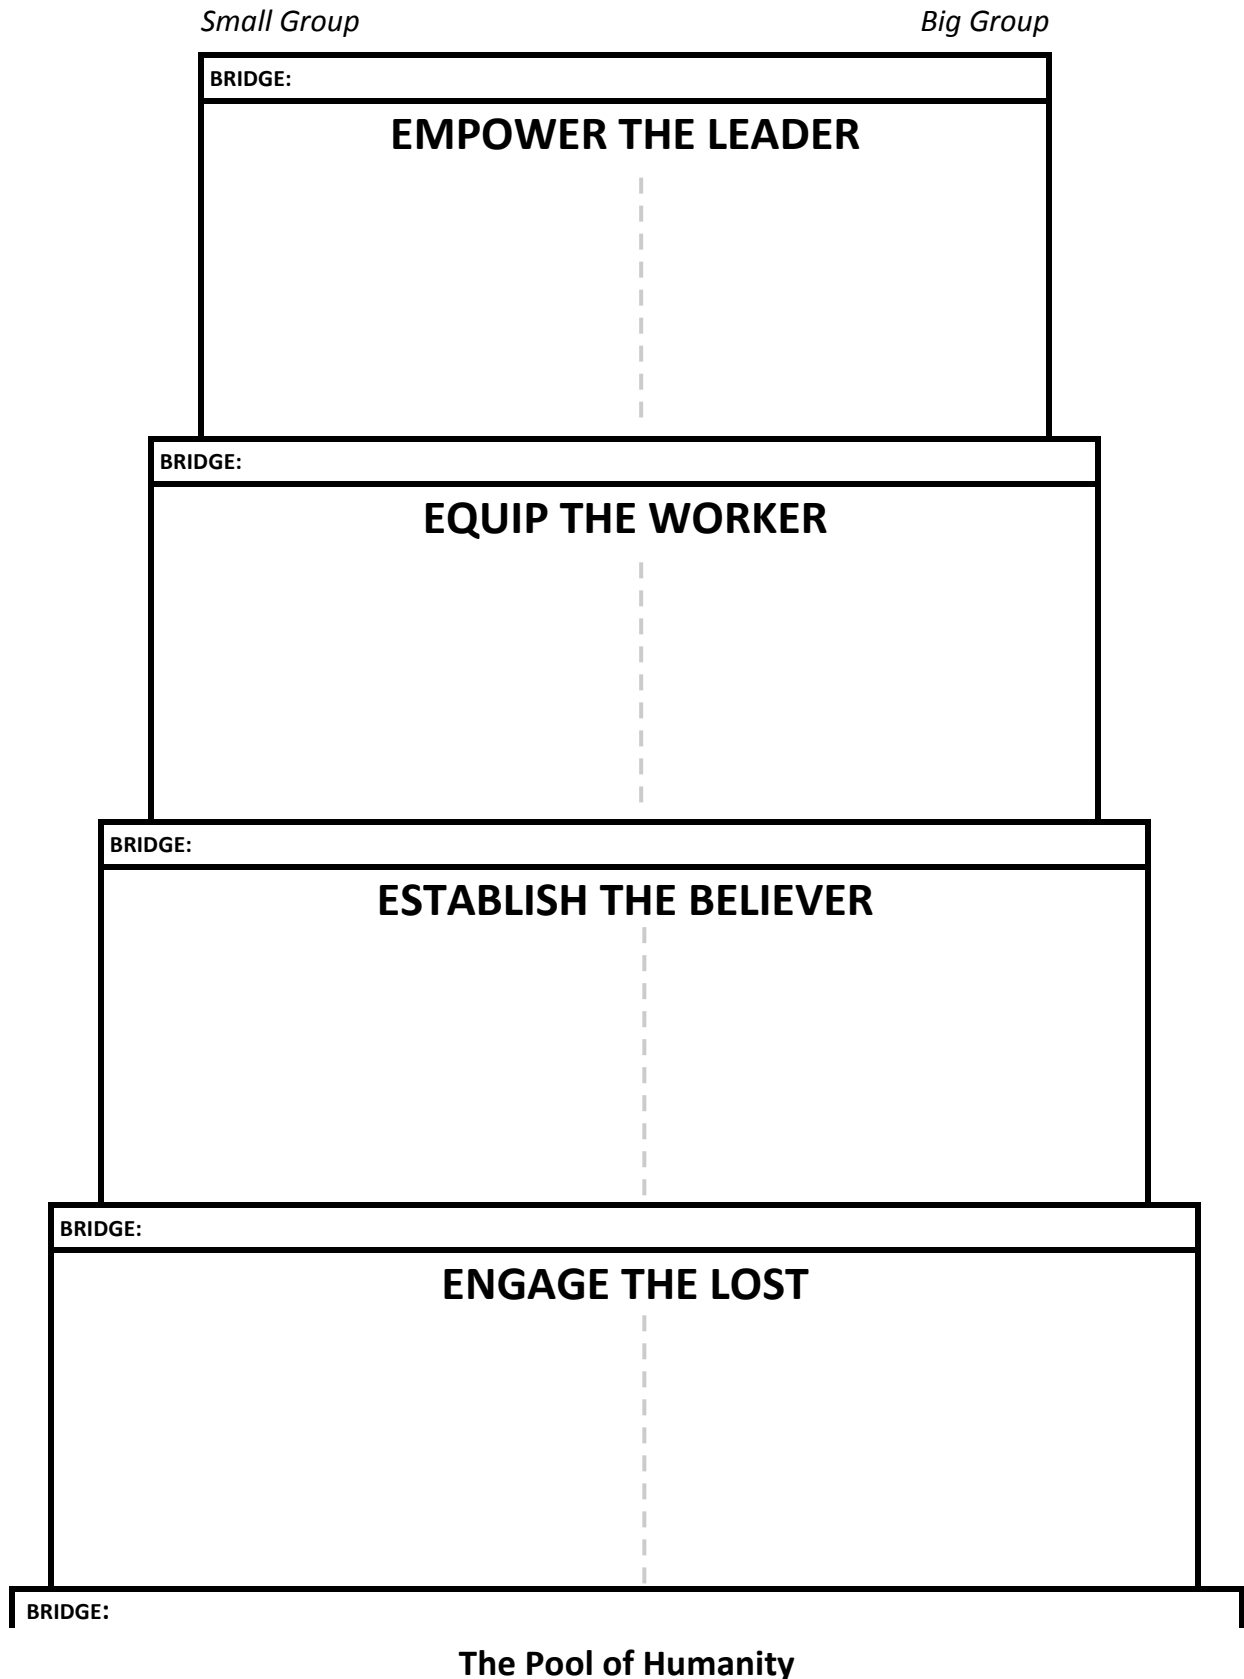 Small Group Big Group
BRIDGE:
EMPOWER THE LEADER
BRIDGE:
EQUIP THE WORKER
BRIDGE:
ESTABLISH THE BELIEVER
BRIDGE:
ENGAGE THE LOST
BRIDGE:
The Pool of Humanity